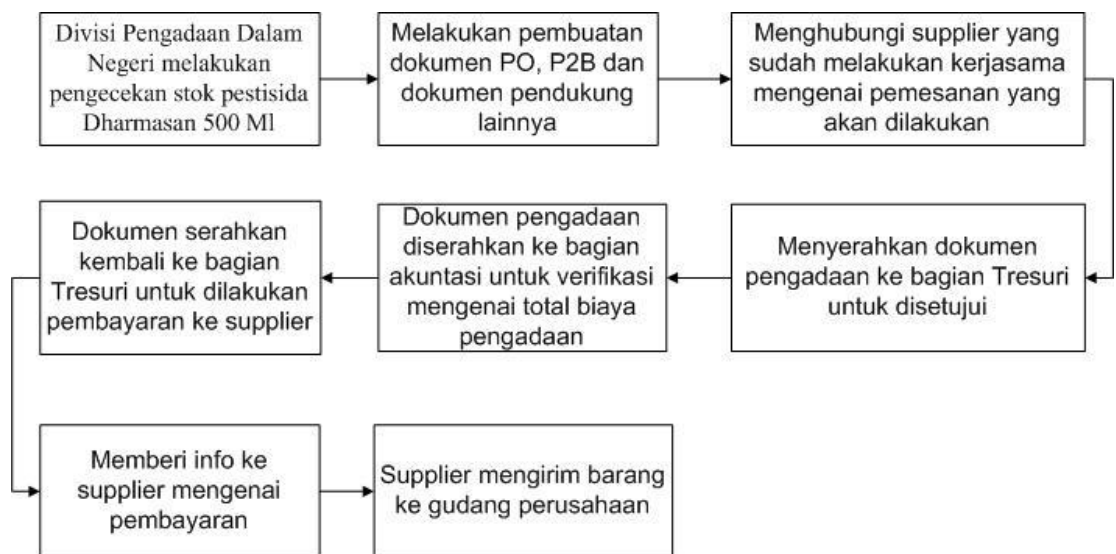 Divisi Pengadaan Dalam
Negeri melakukan
pengecekan stok pestisida
Dharmasan 500 Ml
Melakukan pembuatan
dokumen PO, P2B dan
dokumen pendukung
lainnya
Menghubungi supplier yang
sudah melakukan kerjasama
mengenai pemesanan yang
akan dilakukan
Menyerahkan dokumen
pengadaan ke bagian Tresuri
untuk disetujui
Dokumen pengadaan
diserahkan ke bagian
akuntasi untuk verifikasi
mengenai total biaya
pengadaan
Dokumen serahkan
kembali ke bagian
Tresuri untuk dilakukan
pembayaran ke supplier
Memberi info ke
supplier mengenai
pembayaran
Supplier mengirim barang
ke gudang perusahaan